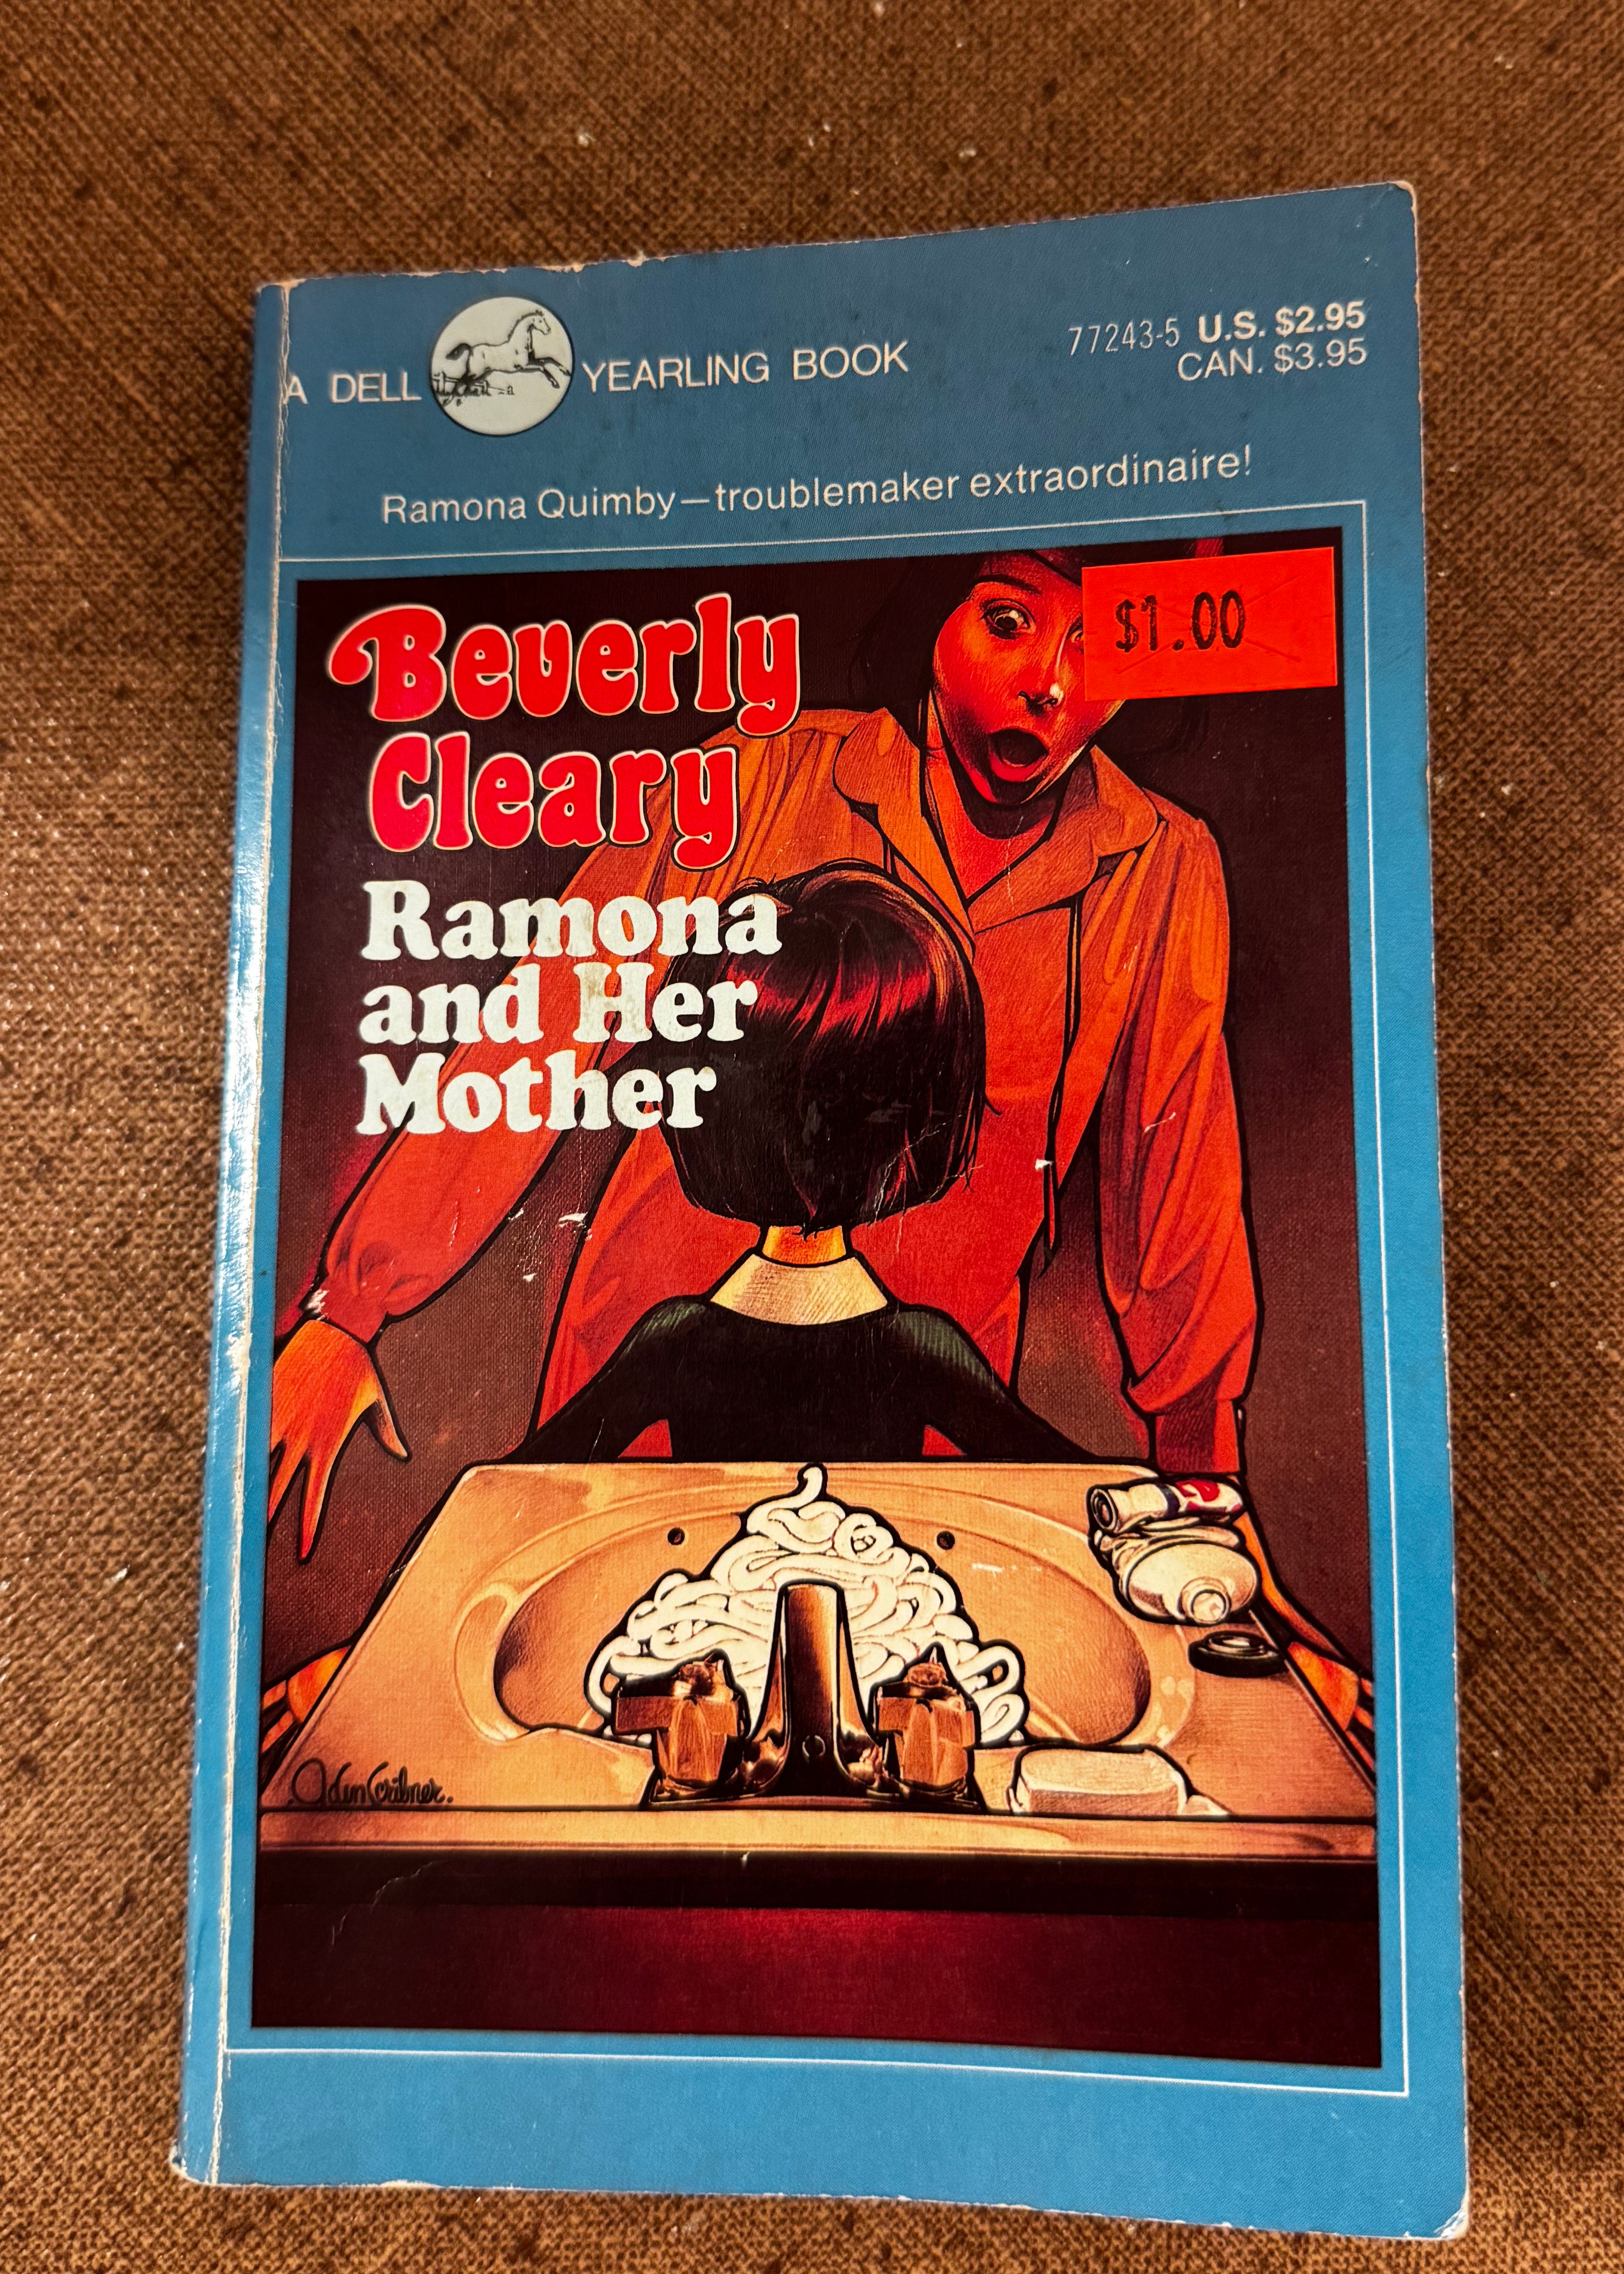 A DELL YEARLING BOOK
77243-5 U.S. $2.95
CAN. $3.95
Ramona Quimby—troublemaker extraordinaire!
$1.00
Beverly
Cleary
Ramona
and Her
Mother